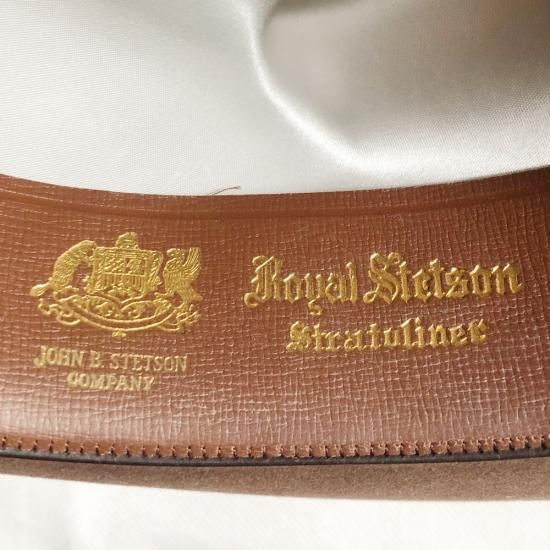 JOHN B. STETSON
COMPANY
Royal Stetson
Stratoliner